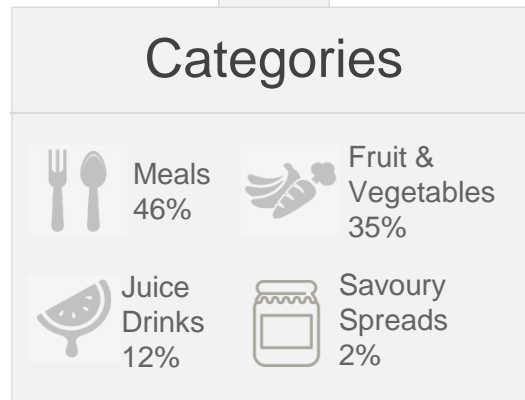 Categories
Meals
46%
Fruit &
Vegetables
35%
Juice
Drinks
12%
Savoury
Spreads
2%